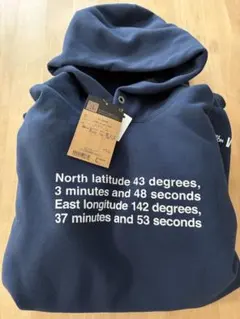 North latitude 43 degrees,
3 minutes and 48 seconds
East longitude 142 degrees,
37 minutes and 53 seconds